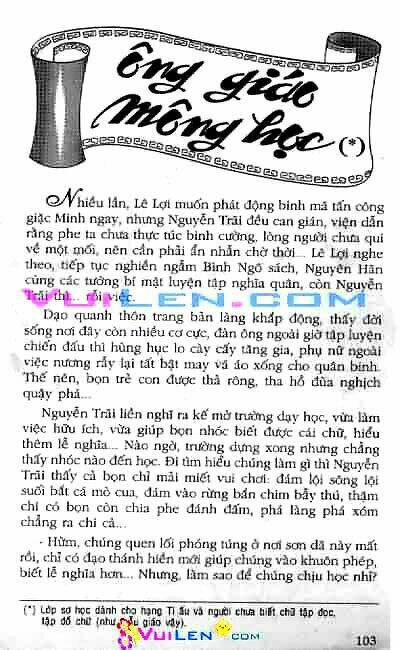 ông giáo
mông học (*)
Nhiều lần, Lê Lợi muốn phát động binh mã tấn công
giặc Minh ngay, nhưng Nguyễn Trãi đều can gián, viện dẫn
rằng phe ta chưa thực túc binh cường, lòng người chưa qui
về một mối, nên cần phải ẩn nhẫn chờ thời... Lê Lợi nghe
theo, tiếp tục nghiền ngẫm Bình Ngô sách, Nguyên Hãn
cùng các tướng bí mật luyện tập nghĩa quân, còn Nguyễn
Trãi thì... rỗi việc.
VUILEN.COM
Dạo quanh thôn trang bản làng khắp động, thấy đời
sống nơi đây còn nhiều cơ cực, đàn ông ngoài giờ tập luyện
chiến đấu thì hùng hục lo cày cấy tăng gia, phụ nữ ngoài
việc nương rẫy lại tất bật may vá áo xống cho quân binh.
Thế nên, bọn trẻ con được thả rông, tha hồ đùa nghịch
quậy phá...
Nguyễn Trãi liền nghĩ ra kế mở trường dạy học, vừa làm
việc hữu ích, vừa giúp bọn nhóc biết được cái chữ, hiểu
thêm lễ nghĩa... Nào ngờ, trường dựng xong nhưng chẳng
thấy nhóc nào đến học. Đi tìm hiểu chúng làm gì thì Nguyễn
Trãi thấy cả bọn chỉ mải miết vui chơi: đám lội sông lội
suối bắt cá mò cua, đám vào rừng bắn chim bẫy thú, thậm
chí có bọn còn chia phe đánh đấm, phá làng phá xóm
chẳng ra chi cả...
- Hừm, chúng quen lối phóng túng ở nơi sơn dã này mất
rồi, chỉ có đạo thánh hiền mới giúp chúng vào khuôn phép,
biết lễ nghĩa hơn... Nhưng, làm sao để chúng chịu học nhỉ?
(*) Lớp sơ học dành cho hạng Tì ấu và người chưa biết chữ tập đọc,
tập đồ chữ (như mẫu giáo vậy).
VUILEN.COM
103